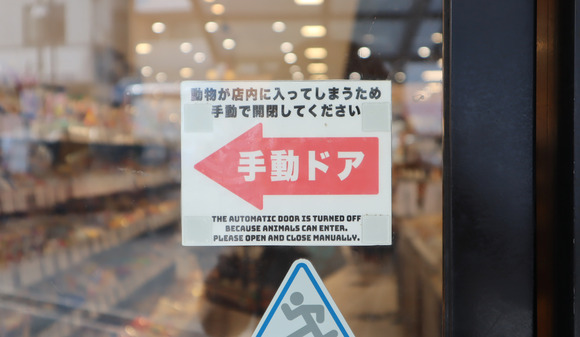 動物が店内に入ってしまうため
手動で開閉してください
手動ドア
THE AUTOMATIC DOOR IS TURNED OFF
BECAUSE ANIMALS CAN ENTER.
PLEASE OPEN AND CLOSE MANUALLY.